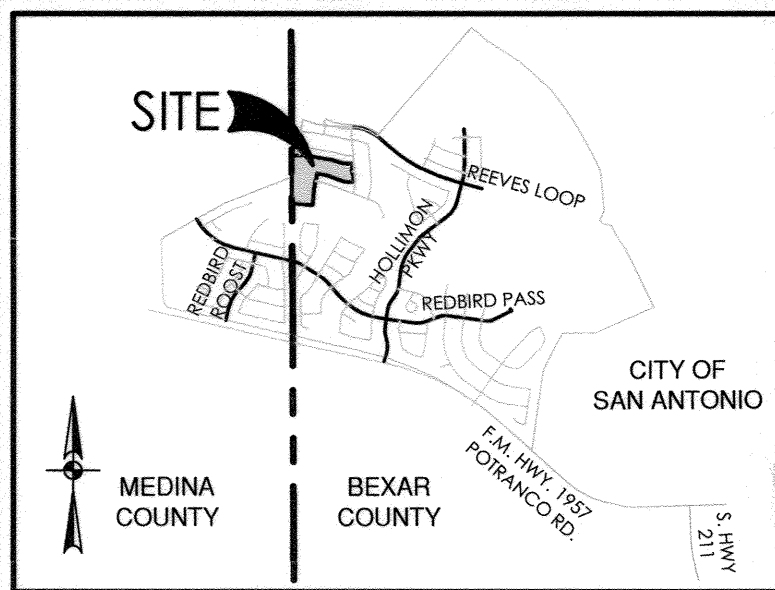 SITE
REEVES LOOP
HOLLIMON
PKWY
REDBIRD
ROOST
REDBIRD PASS
CITY OF
SAN ANTONIO
F.M. HWY. 1957
POTRANCO RD.
MEDINA
COUNTY
BEXAR
COUNTY
S. HWY
211